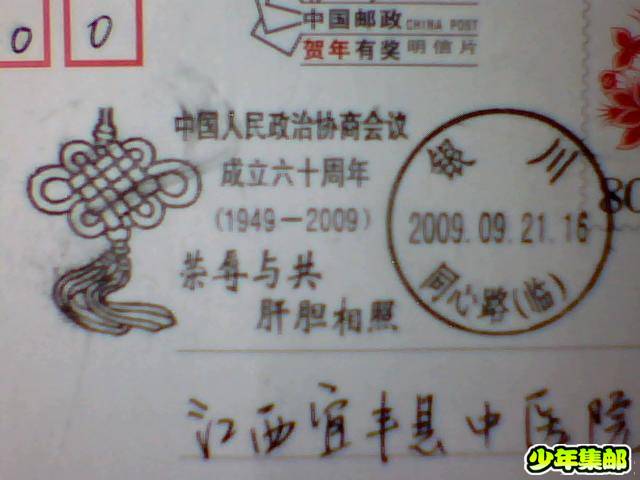 0 0
中国邮政 CHINA POST
贺年有奖 明信片
中国人民政治协商会议
成立六十周年
(1949－2009)
荣辱与共
肝胆相照
银川
2009.09.21.16
同心路(临)
80
江西宜丰县中医院
少年集邮